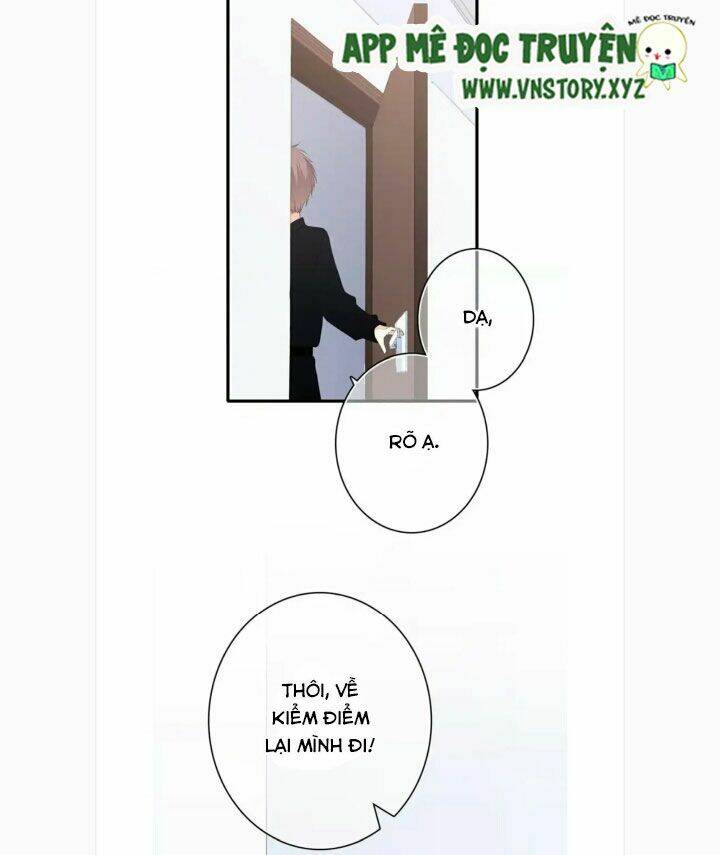 MÊ ĐỌC TRUYỆN
APP MÊ ĐỌC TRUYỆN
WWW.VNSTORY.XYZ
DẠ,
RÕ Ạ.
THÔI, VỀ
KIỂM ĐIỂM
LẠI MÌNH ĐI!